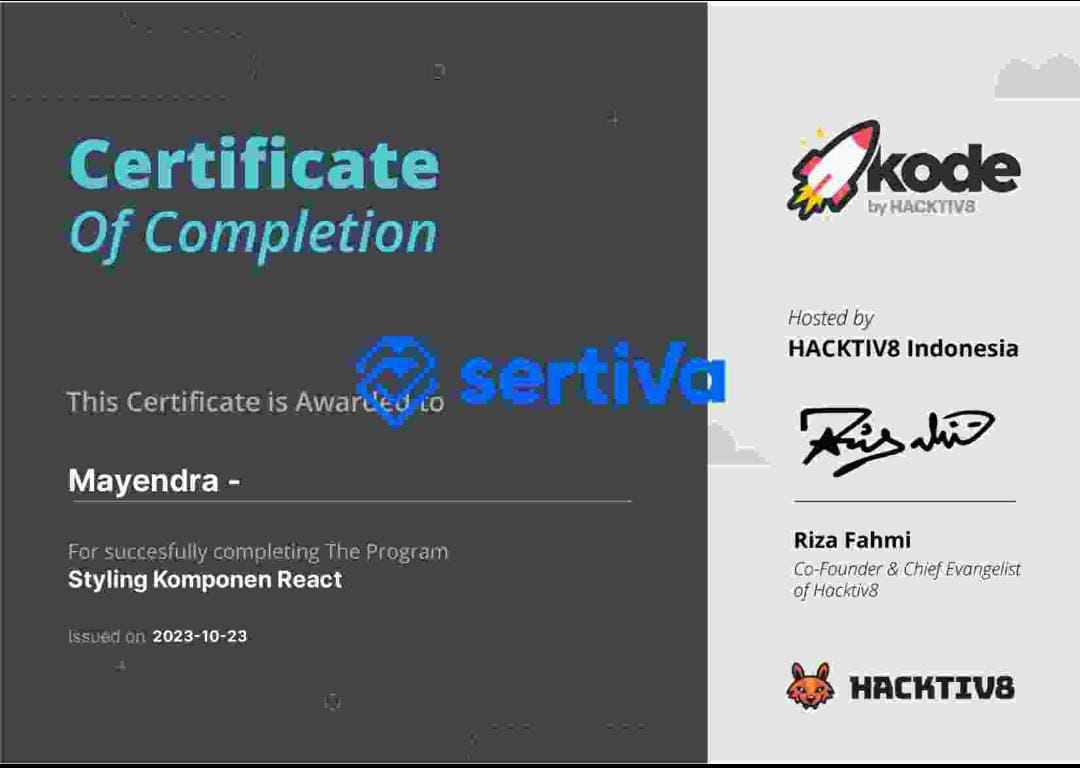 Certificate
Of Completion
This Certificate is Awarded to
Mayendra -
For succesfully completing The Program
Styling Komponen React
Issued on 2023-10-23
sertiva
kode
by HACKTIV8
Hosted by
HACKTIV8 Indonesia
Riza Fahmi
Co-Founder & Chief Evangelist
of Hacktiv8
HACKTIV8